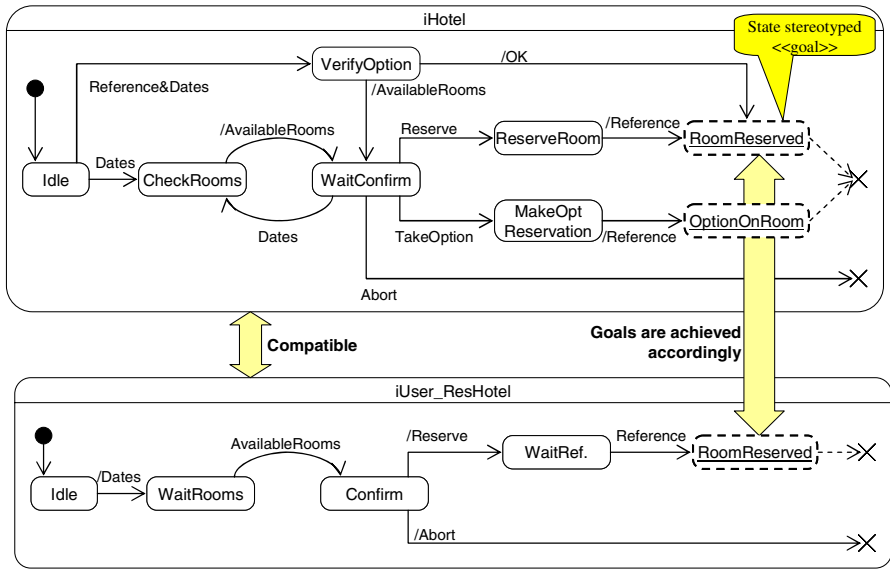 iHotel
State stereotyped
<<goal>>
VerifyOption
/OK
Reference&Dates
/AvailableRooms
/AvailableRooms
Reserve
ReserveRoom
/Reference
RoomReserved
Dates
Idle
CheckRooms
WaitConfirm
MakeOpt
Reservation
OptionOnRoom
Dates
TakeOption
/Reference
Abort
Compatible
Goals are achieved
accordingly
iUser_ResHotel
AvailableRooms
/Reserve
WaitRef.
Reference
RoomReserved
/Dates
Idle
WaitRooms
Confirm
/Abort